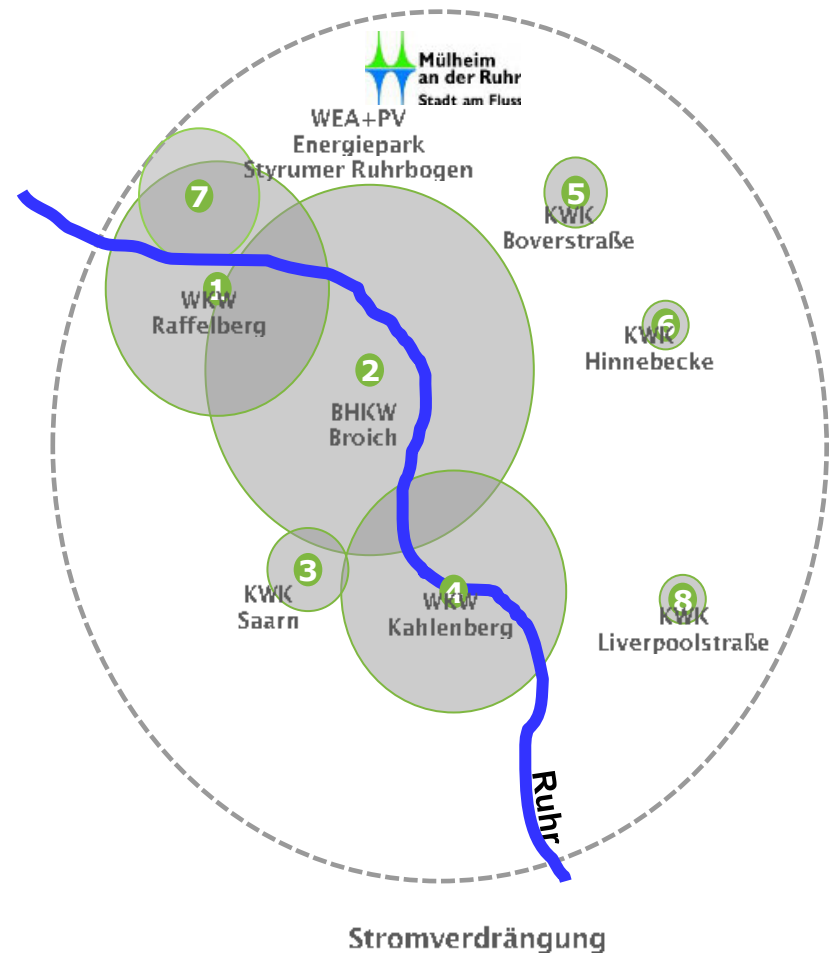 Mülheim
an der Ruhr
Stadt am Fluss
WEA+PV
Energiepark
Styrumer Ruhrbogen
7
5
KWK
Boverstraße
1
WKW
Raffelberg
6
KWK
Hinnebecke
2
BHKW
Broich
3
KWK
Saarn
4
WKW
Kahlenberg
8
KWK
Liverpoolstraße
Ruhr
Stromverdrängung